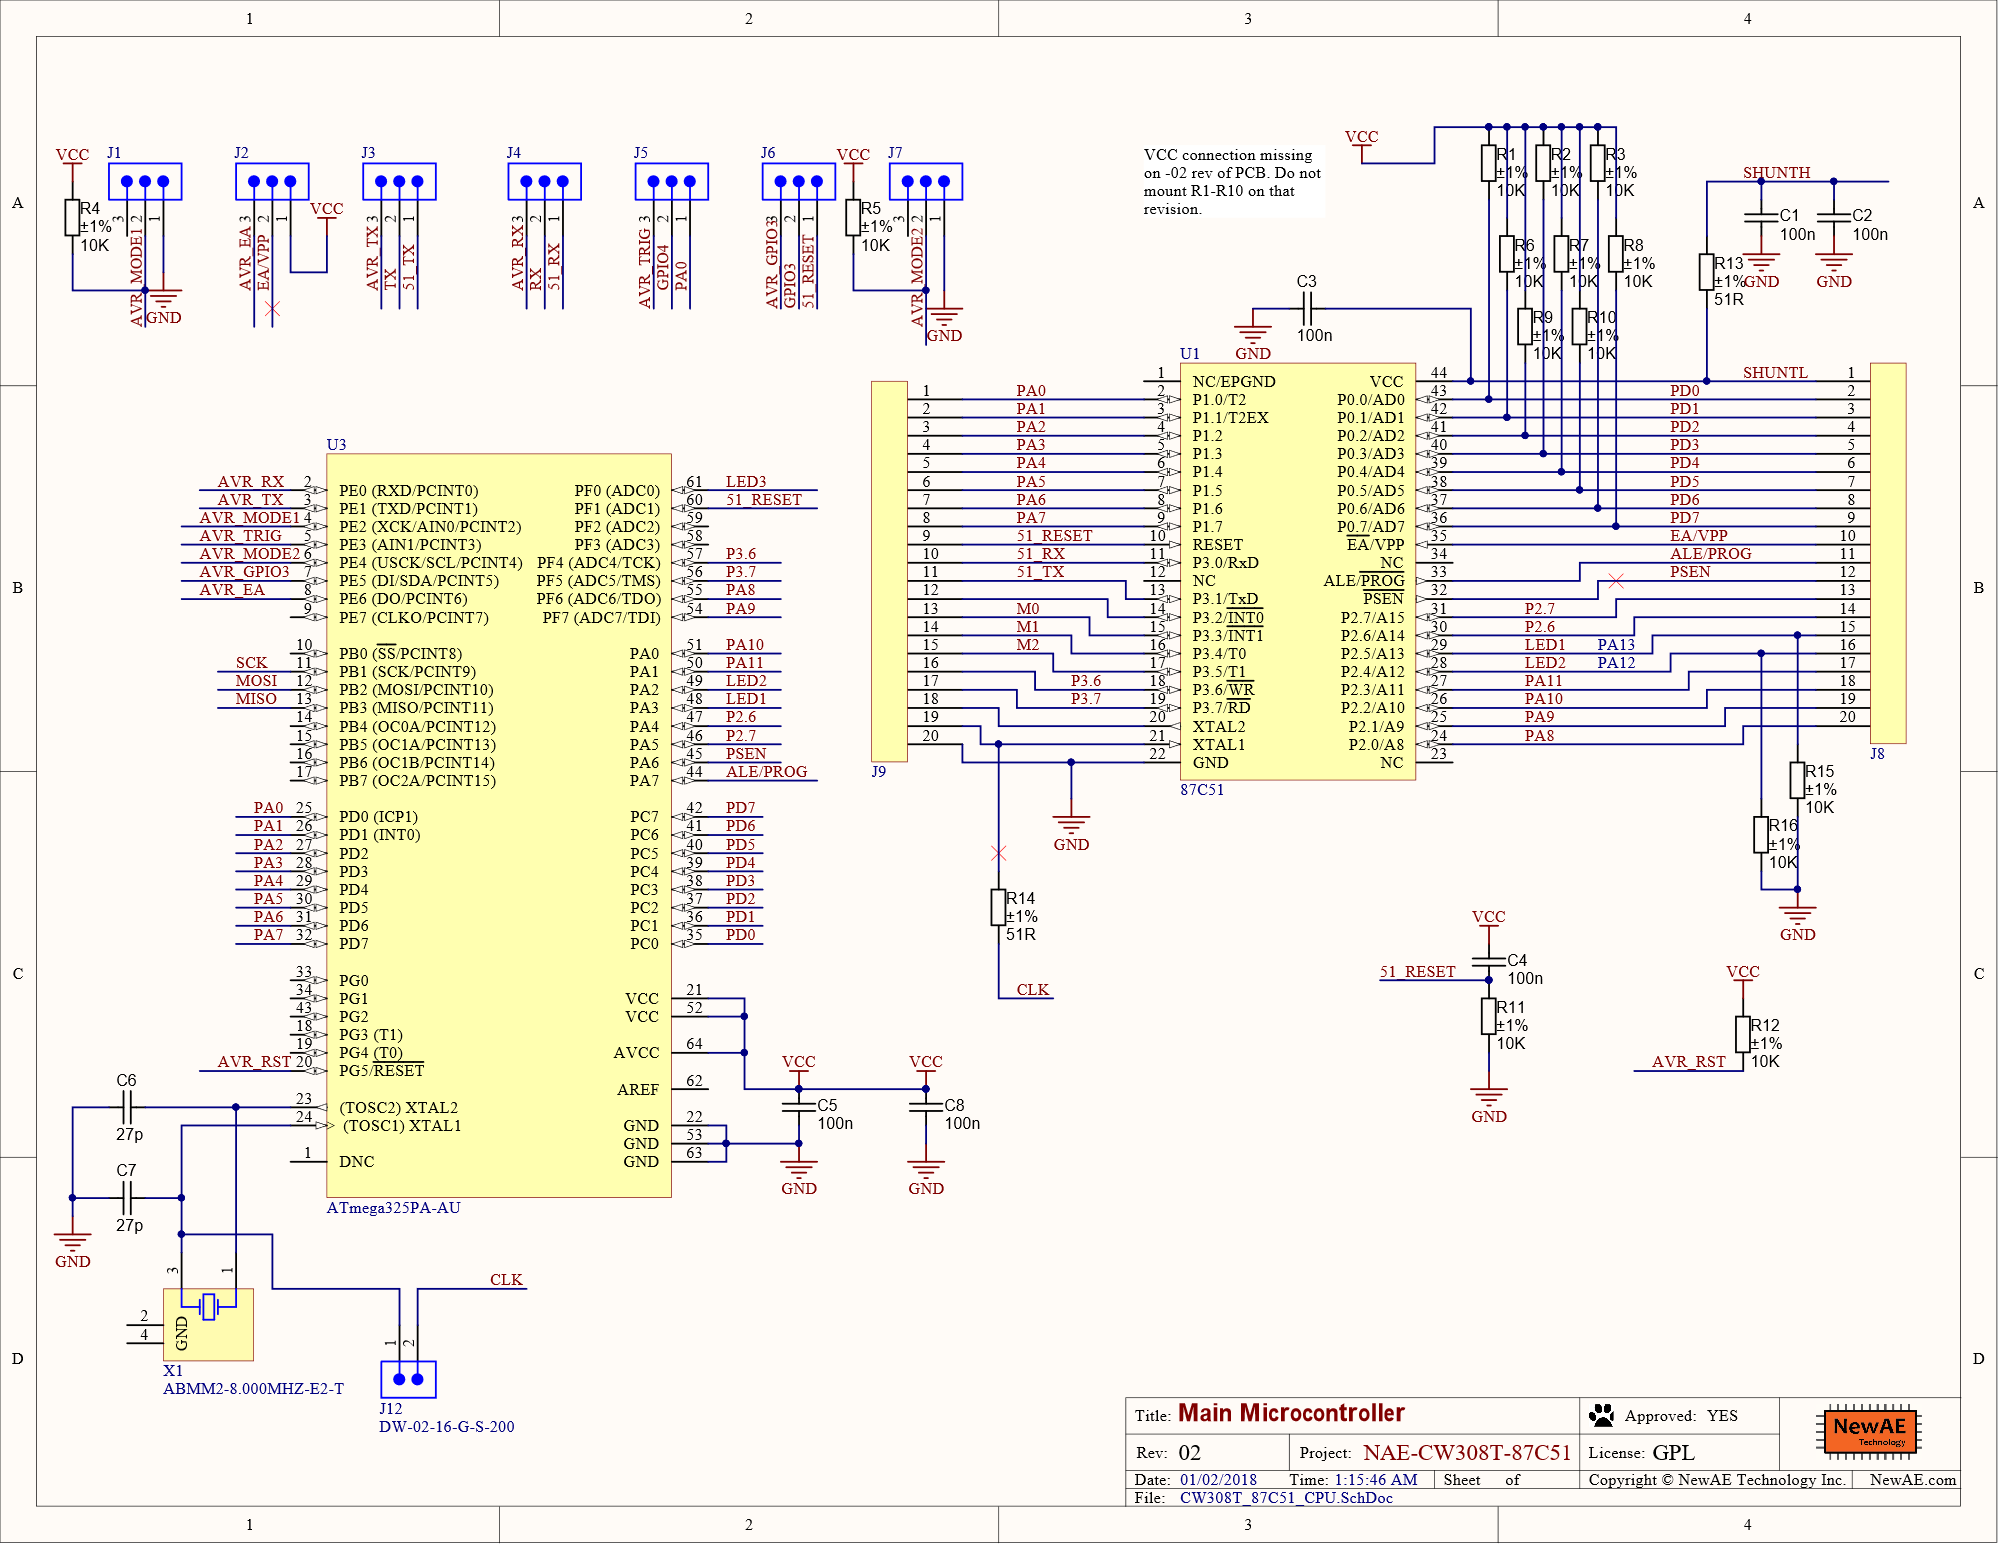 1 2 3 4
A
B
C
D
VCC
J1
3 2 1
AVR_MODE1
R4
±1%
10K
GND
J2
3 2 1
AVR_EA
EA/VPP
VCC
J3
3 2 1
AVR_TX
TX
51_TX
J4
3 2 1
AVR_RX
RX
51_RX
J5
3 2 1
AVR_TRIG
GPIO4
PA0
J6
3 2 1
AVR_GPIO3
GPIO3
51_RESET
VCC
J7
3 2 1
AVR_MODE2
R5
±1%
10K
GND
VCC connection missing
on -02 rev of PCB. Do not
mount R1-R10 on that
revision.
VCC
R1
±1%
10K
R2
±1%
10K
R3
±1%
10K
R6
±1%
10K
R7
±1%
10K
R8
±1%
10K
R9
±1%
10K
R10
±1%
10K
SHUNTH
C1
100n
GND
C2
100n
GND
R13
±1%
51R
C3
100n
GND
U3
AVR_RX 2 PE0 (RXD/PCINT0)
AVR_TX 3 PE1 (TXD/PCINT1)
AVR_MODE1 4 PE2 (XCK/AIN0/PCINT2)
AVR_TRIG 5 PE3 (AIN1/PCINT3)
AVR_MODE2 6 PE4 (USCK/SCL/PCINT4)
AVR_GPIO3 7 PE5 (DI/SDA/PCINT5)
AVR_EA 8 PE6 (DO/PCINT6)
9 PE7 (CLKO/PCINT7)
10 PB0 (SS/PCINT8)
SCK 11 PB1 (SCK/PCINT9)
MOSI 12 PB2 (MOSI/PCINT10)
MISO 13 PB3 (MISO/PCINT11)
14 PB4 (OC0A/PCINT12)
15 PB5 (OC1A/PCINT13)
16 PB6 (OC1B/PCINT14)
17 PB7 (OC2A/PCINT15)
PA0 25 PD0 (ICP1)
PA1 26 PD1 (INT0)
PA2 27 PD2
PA3 28 PD3
PA4 29 PD4
PA5 30 PD5
PA6 31 PD6
PA7 32 PD7
33 PG0
34 PG1
43 PG2
18 PG3 (T1)
19 PG4 (T0)
AVR_RST 20 PG5/RESET
23 (TOSC2) XTAL2
24 (TOSC1) XTAL1
1 DNC
PF0 (ADC0) 61 LED3
PF1 (ADC1) 60 51_RESET
PF2 (ADC2) 59
PF3 (ADC3) 58
PF4 (ADC4/TCK) 57 P3.6
PF5 (ADC5/TMS) 56 P3.7
PF6 (ADC6/TDO) 55 PA8
PF7 (ADC7/TDI) 54 PA9
PA0 51 PA10
PA1 50 PA11
PA2 49 LED2
PA3 48 LED1
PA4 47 P2.6
PA5 46 P2.7
PA6 45 PSEN
PA7 44 ALE/PROG
PC7 42 PD7
PC6 41 PD6
PC5 40 PD5
PC4 39 PD4
PC3 38 PD3
PC2 37 PD2
PC1 36 PD1
PC0 35 PD0
VCC 21
VCC 52
AVCC 64
AREF 62
GND 22
GND 53
GND 63
ATmega325PA-AU
VCC
C5
100n
GND
VCC
C8
100n
GND
C6
27p
C7
27p
GND
3 1
2
4
GND
X1
ABMM2-8.000MHZ-E2-T
CLK
1 2
J12
DW-02-16-G-S-200
1 PA0
2 PA1
3 PA2
4 PA3
5 PA4
6 PA5
7 PA6
8 PA7
9 51_RESET
10 51_RX
11 51_TX
12
13 M0
14 M1
15 M2
16
17 P3.6
18 P3.7
19
20
J9
U1
1 NC/EPGND
2 P1.0/T2
3 P1.1/T2EX
4 P1.2
5 P1.3
6 P1.4
7 P1.5
8 P1.6
9 P1.7
10 RESET
11 P3.0/RxD
12 NC
13 P3.1/TxD
14 P3.2/INT0
15 P3.3/INT1
16 P3.4/T0
17 P3.5/T1
18 P3.6/WR
19 P3.7/RD
20 XTAL2
21 XTAL1
22 GND
VCC 44
P0.0/AD0 43
P0.1/AD1 42
P0.2/AD2 41
P0.3/AD3 40
P0.4/AD4 39
P0.5/AD5 38
P0.6/AD6 37
P0.7/AD7 36
EA/VPP 35
NC 34
ALE/PROG 33
PSEN 32
P2.7/A15 31
P2.6/A14 30
P2.5/A13 29
P2.4/A12 28
P2.3/A11 27
P2.2/A10 26
P2.1/A9 25
P2.0/A8 24
NC 23
87C51
SHUNTL 1
PD0 2
PD1 3
PD2 4
PD3 5
PD4 6
PD5 7
PD6 8
PD7 9
EA/VPP 10
ALE/PROG 11
PSEN 12
13
P2.7 14
P2.6 15
LED1 PA13 16
LED2 PA12 17
PA11 18
PA10 19
PA9 20
PA8
J8
GND
R14
±1%
51R
CLK
R15
±1%
10K
R16
±1%
10K
GND
VCC
C4
100n
51_RESET
R11
±1%
10K
GND
VCC
R12
±1%
10K
AVR_RST
A
B
C
D
Title: Main Microcontroller
Approved: YES
Rev: 02
Project: NAE-CW308T-87C51
License: GPL
NewAE
Technology
Date: 01/02/2018 Time: 1:15:46 AM Sheet of
Copyright © NewAE Technology Inc. NewAE.com
File: CW308T_87C51_CPU.SchDoc
1 2 3 4